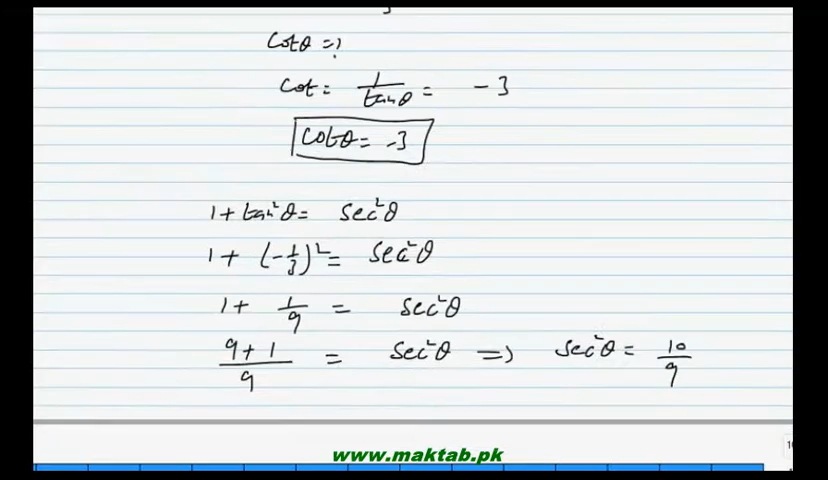 cotθ = ?
cot = 1/tanθ = -3
cotθ = -3
1 + tan²θ = sec²θ
1 + (-1/3)² = sec²θ
1 + 1/9 = sec²θ
9+1/9 = sec²θ ⇒ sec²θ = 10/9
www.maktab.pk